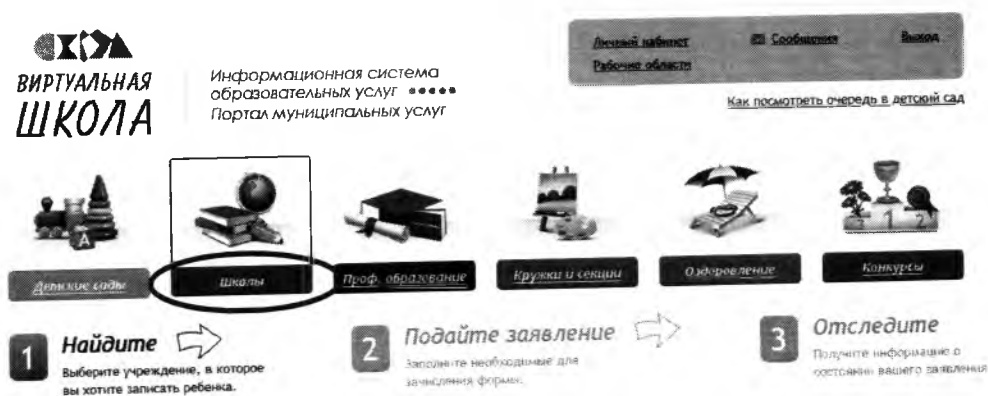 ВИРТУАЛЬНАЯ
ШКОЛА
Информационная система
образовательных услуг
Портал муниципальных услуг
Личный кабинет
Сообщения
Выход
Рабочие области
Как посмотреть очередь в детский сад
Детские сады
Школы
Проф. образование
Кружки и секции
Оздоровление
Конкурсы
1 Найдите
Выберите учреждение, в которое
вы хотите записать ребенка.
2 Подайте заявление
Заполните необходимые для
зачисления формы.
3 Отследите
Получите информацию о
состоянии вашего заявления